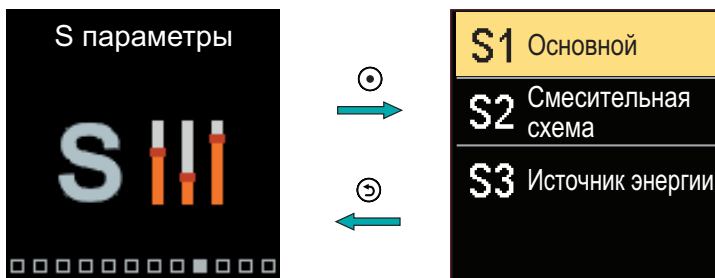 S параметры
S
S1 Основной
S2 Смесительная
схема
S3 Источник энергии